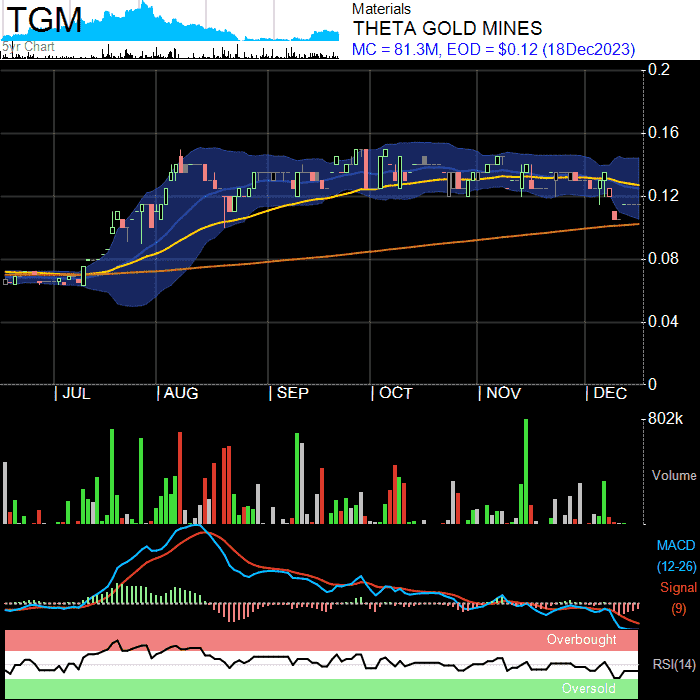 TGM
5yr Chart
Materials
THETA GOLD MINES
MC = 81.3M, EOD = $0.12 (18Dec2023)
0.2
0.16
0.12
0.08
0.04
0
| JUL | AUG | SEP | OCT | NOV | DEC
802k
Volume
MACD
(12-26)
Signal
(9)
Overbought
RSI(14)
Oversold